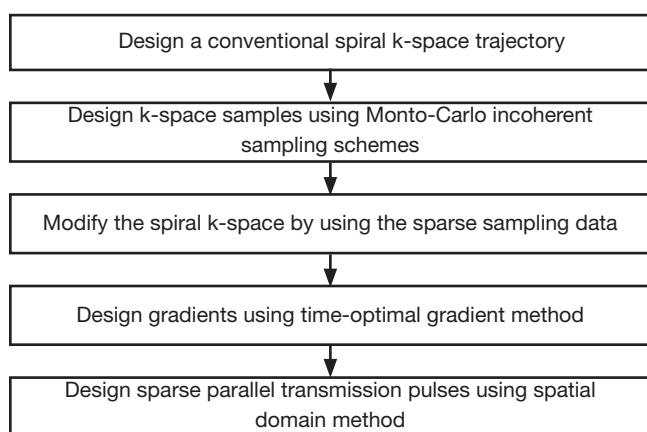 Design a conventional spiral k-space trajectory
Design k-space samples using Monto-Carlo incoherent
sampling schemes
Modify the spiral k-space by using the sparse sampling data
Design gradients using time-optimal gradient method
Design sparse parallel transmission pulses using spatial
domain method